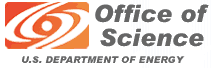 Office of
Science
U.S. DEPARTMENT OF ENERGY